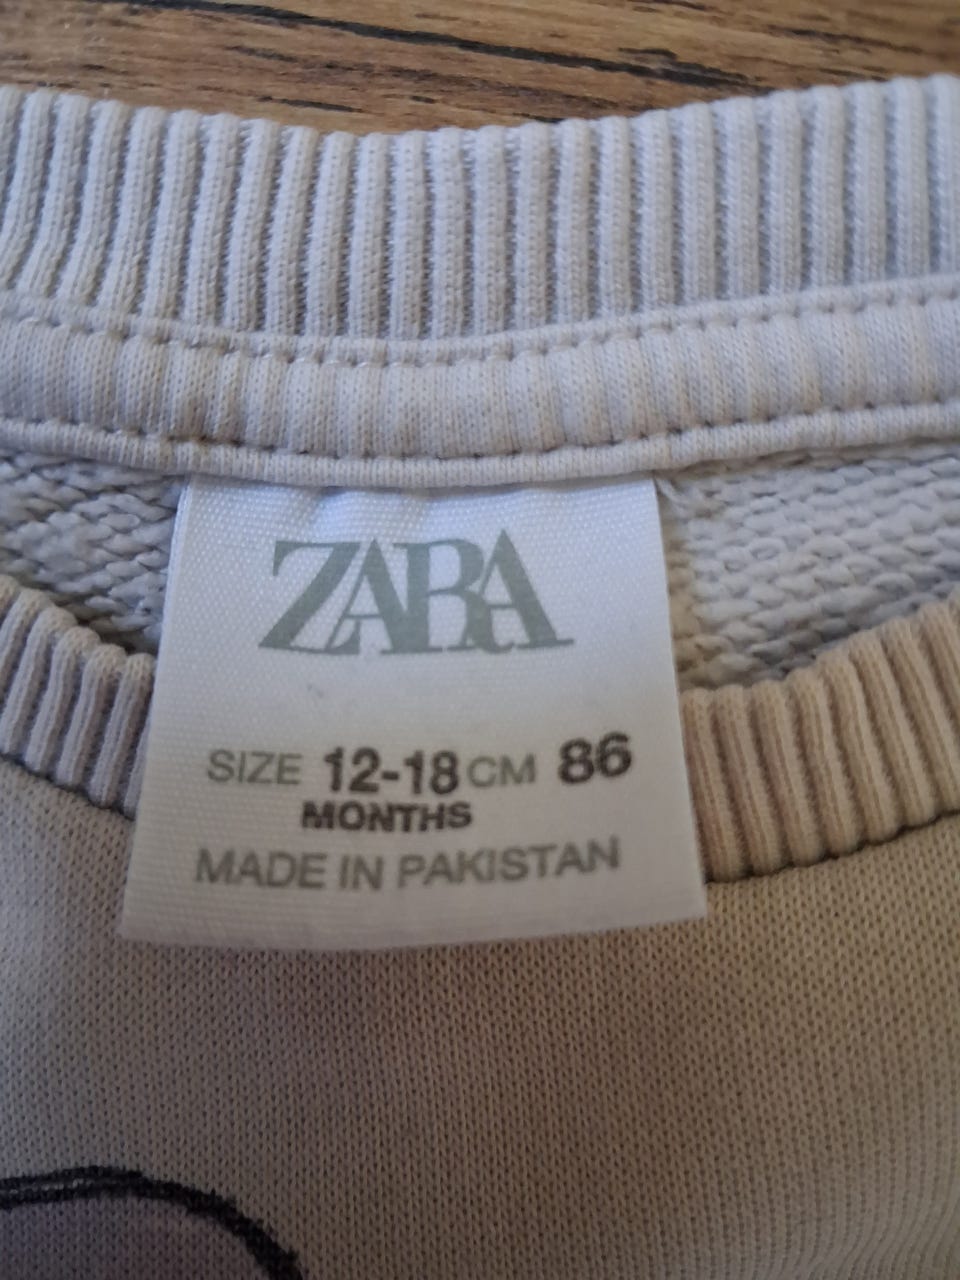 ZARA
SIZE 12-18 CM 86
MONTHS
MADE IN PAKISTAN